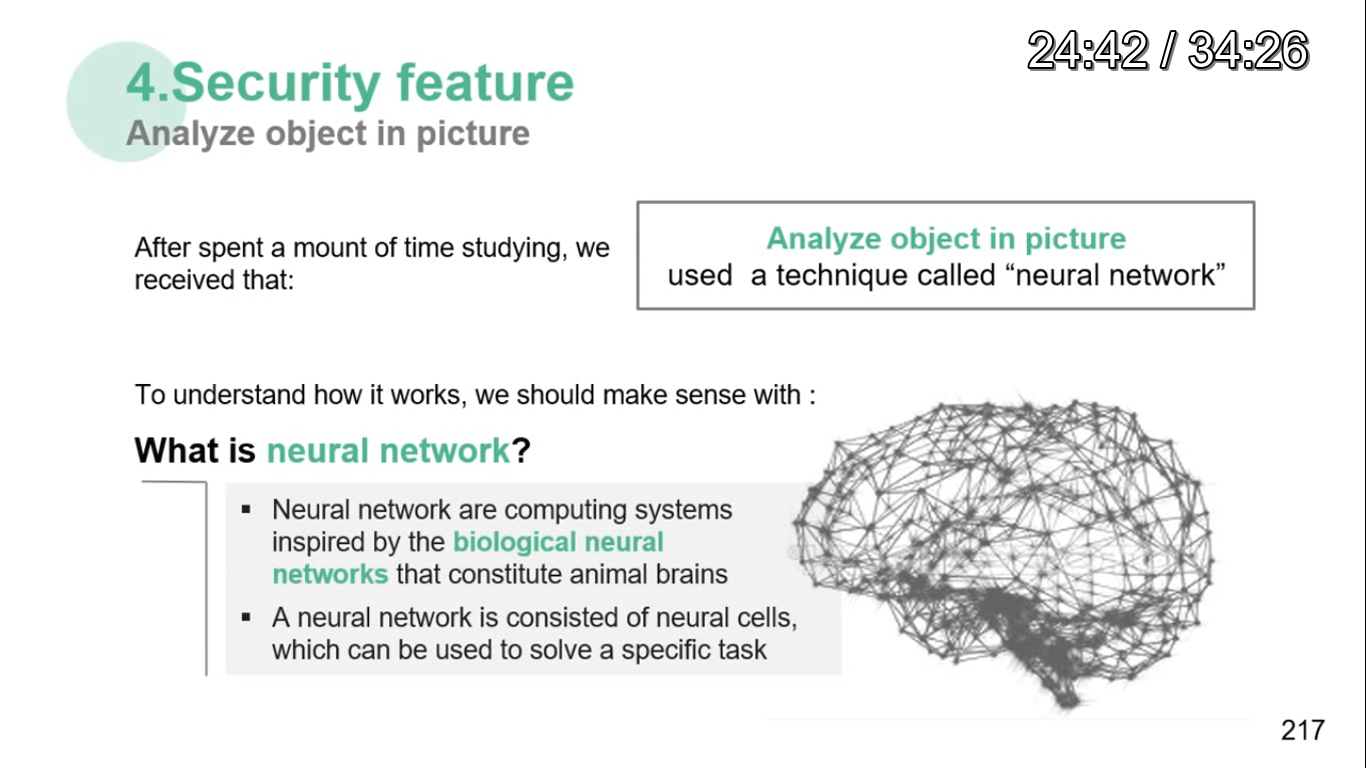 24:42 / 34:26
4.Security feature
Analyze object in picture
After spent a mount of time studying, we
received that:
Analyze object in picture
used a technique called “neural network”
To understand how it works, we should make sense with :
What is neural network?
▪ Neural network are computing systems
inspired by the biological neural
networks that constitute animal brains
▪ A neural network is consisted of neural cells,
which can be used to solve a specific task
217